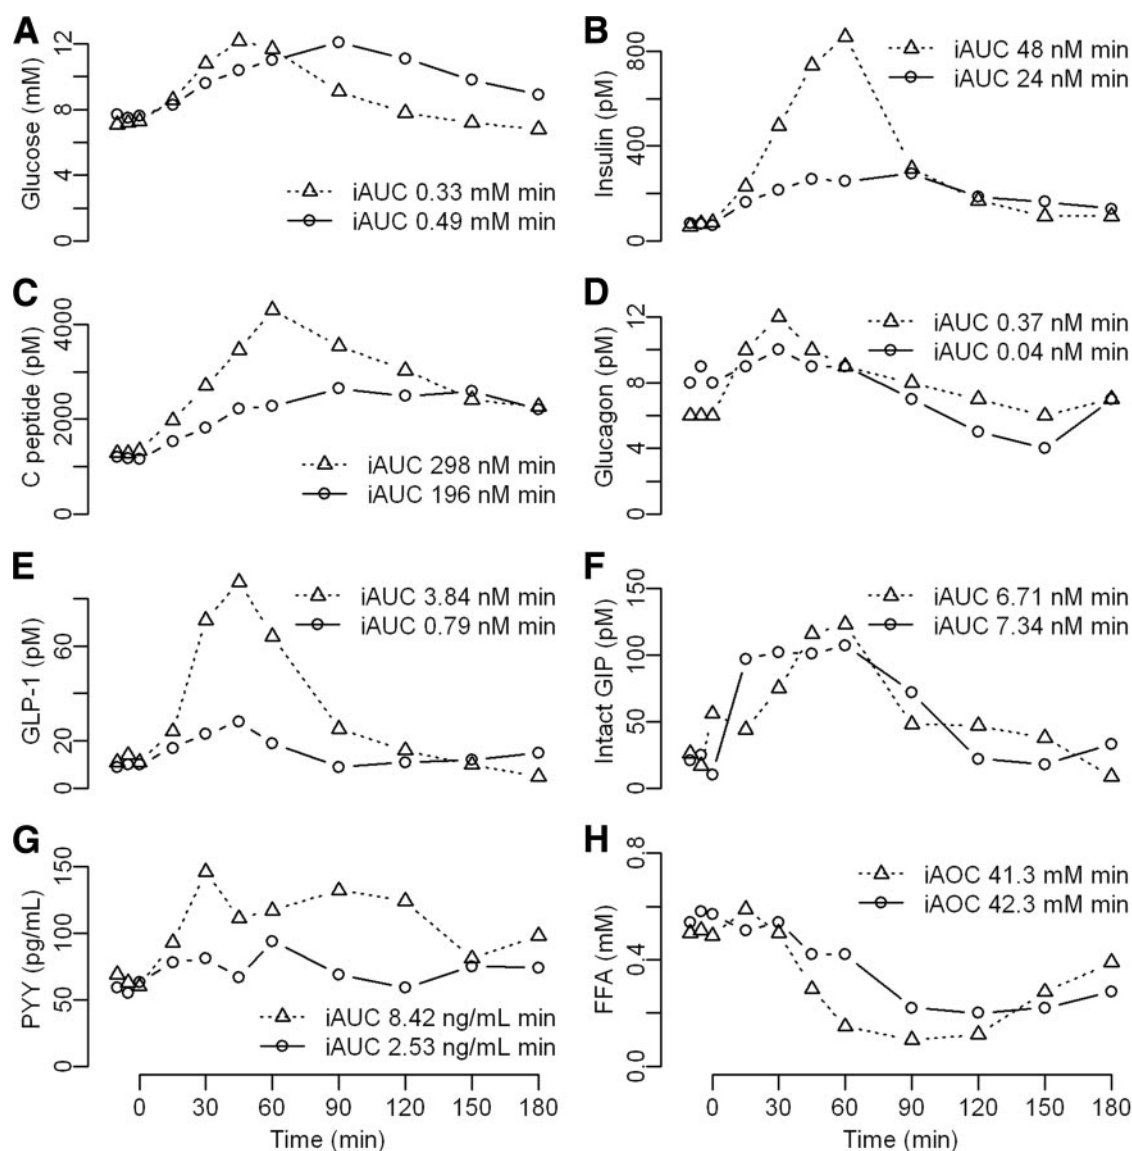 A
Glucose (mM)
0 4 8 12
iAUC 0.33 mM min
iAUC 0.49 mM min
B
Insulin (pM)
0 400 800
iAUC 48 nM min
iAUC 24 nM min
C
C peptide (pM)
0 2000 4000
iAUC 298 nM min
iAUC 196 nM min
D
Glucagon (pM)
0 4 8 12
iAUC 0.37 nM min
iAUC 0.04 nM min
E
GLP-1 (pM)
0 20 60
iAUC 3.84 nM min
iAUC 0.79 nM min
F
Intact GIP (pM)
0 50 100 150
iAUC 6.71 nM min
iAUC 7.34 nM min
G
PYY (pg/mL)
0 50 100 150
iAUC 8.42 ng/mL min
iAUC 2.53 ng/mL min
0 30 60 90 120 150 180
Time (min)
H
FFA (mM)
0.0 0.4 0.8
iAOC 41.3 mM min
iAOC 42.3 mM min
0 30 60 90 120 150 180
Time (min)